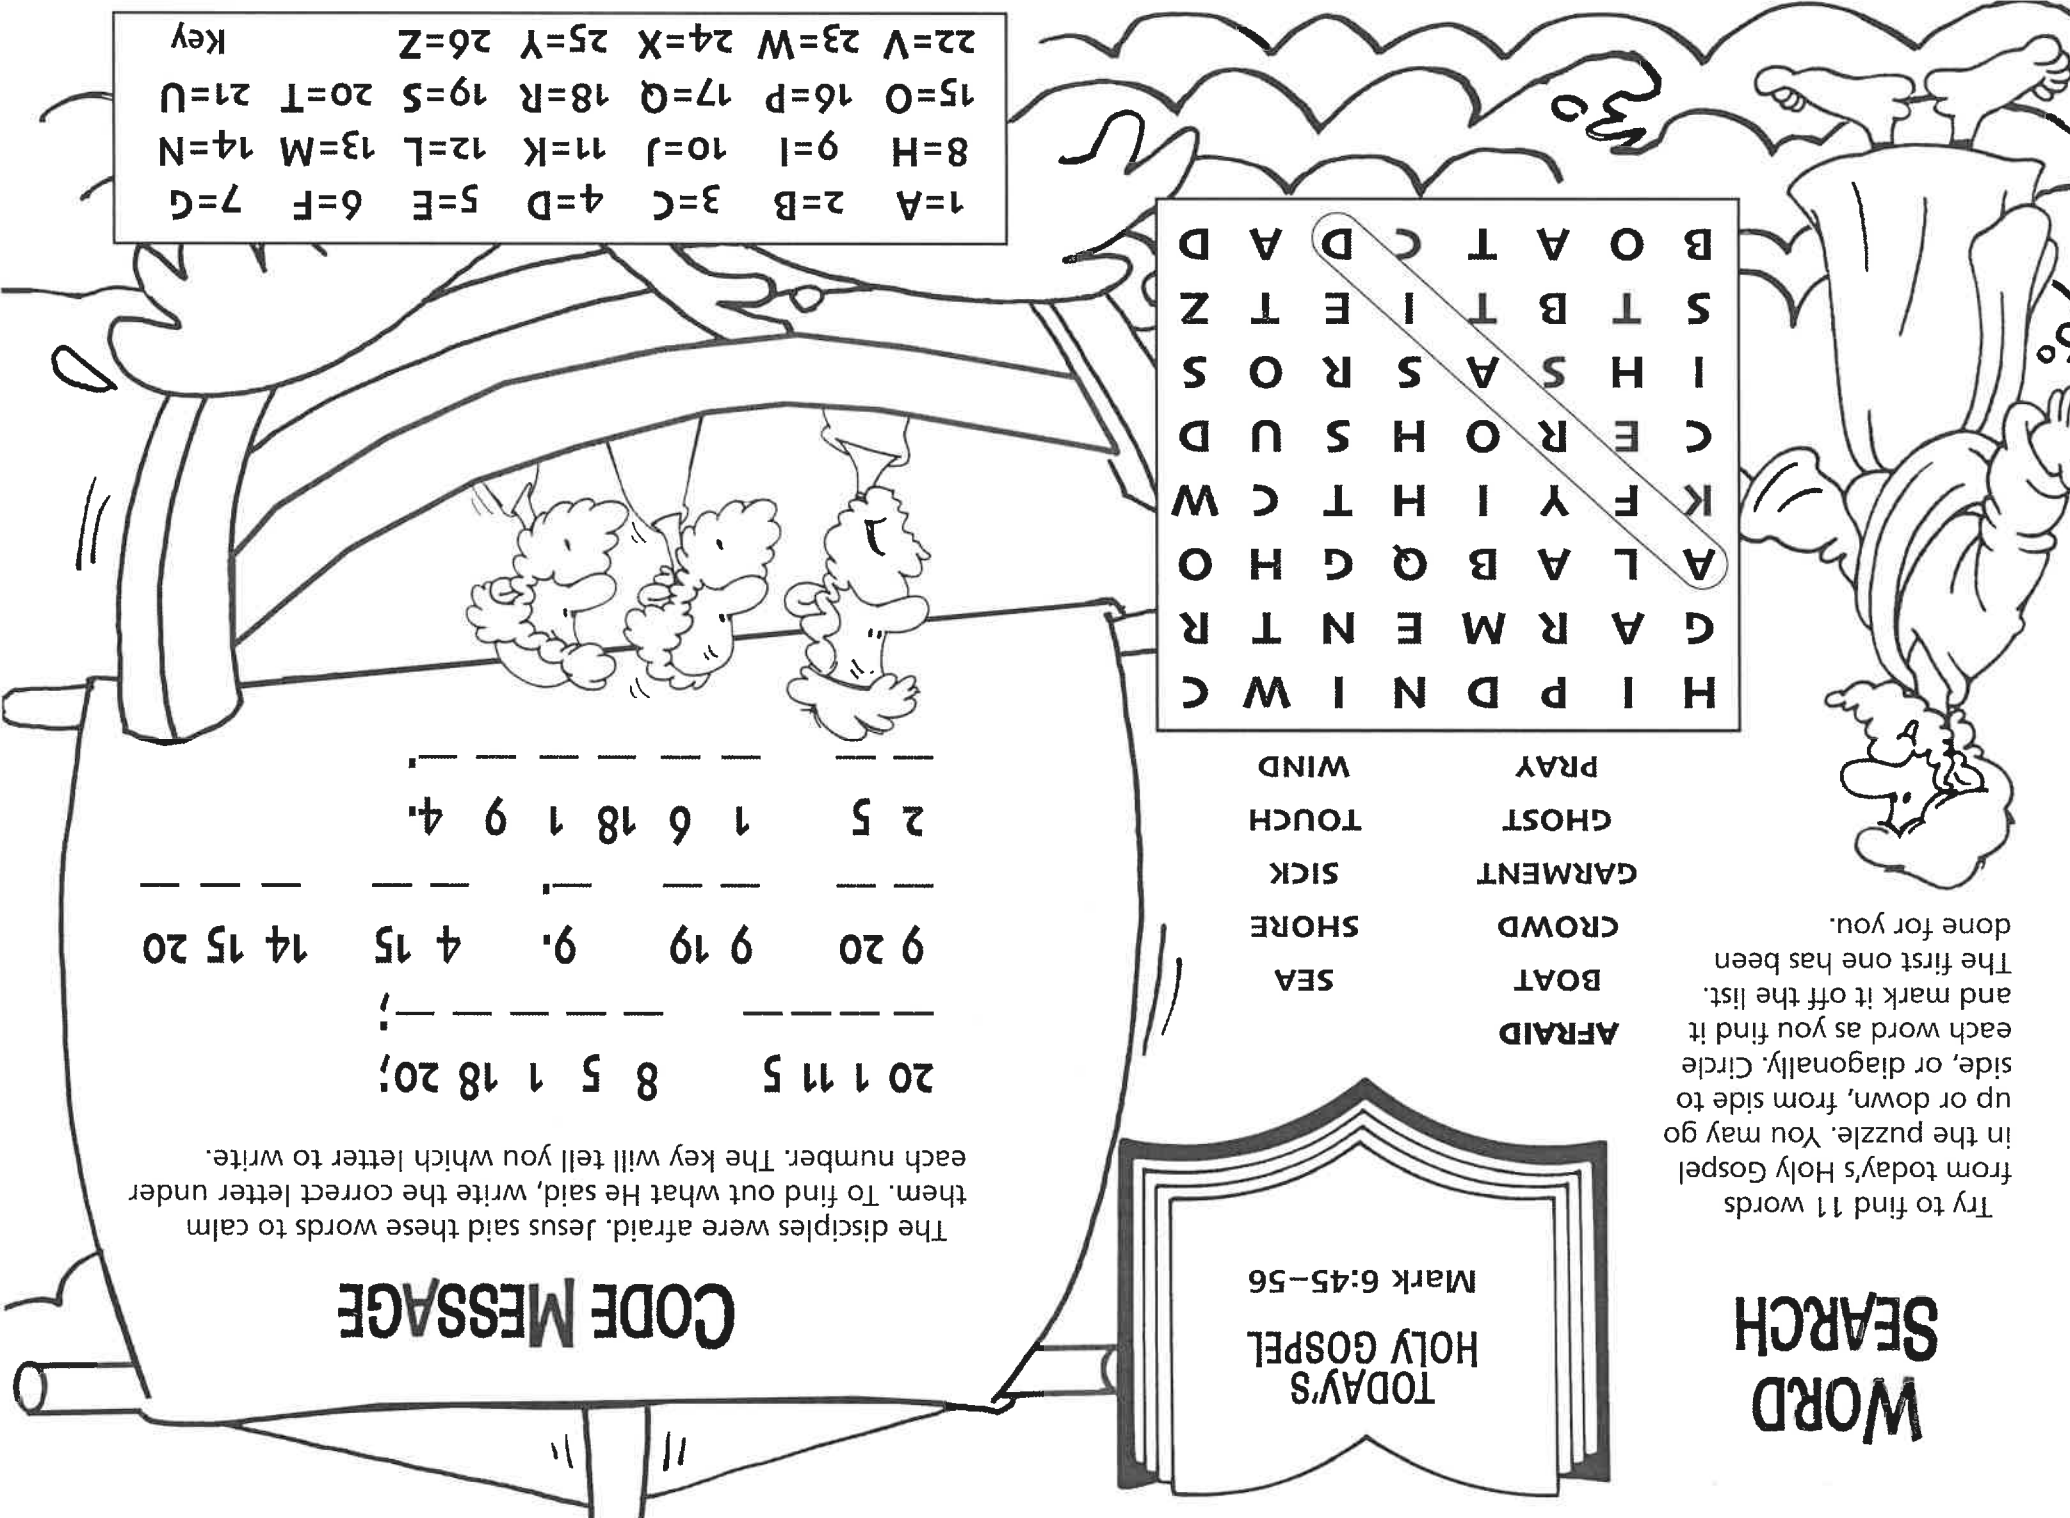 WORD
SEARCH
Try to find 11 words
from today's Holy Gospel
in the puzzle. You may go
up or down, from side to
side, or diagonally. Circle
each word as you find it
and mark it off the list.
The first one has been
done for you.
TODAY'S
HOLY GOSPEL
Mark 6:45–56
AFRAID
BOAT SEA
CROWD SHORE
GARMENT SICK
GHOST TOUCH
PRAY WIND
H I P D N I W C
G A R M E N T R
A L A B Q G H O
K F Y I H T C W
C E R O H S U D
I H S A S R O S
S T B T I E T Z
B O A T C D A D
CODE MESSAGE
The disciples were afraid. Jesus said these words to calm
them. To find out what He said, write the correct letter under
each number. The key will tell you which letter to write.
20 1 11 5 8 5 1 18 20;
_ _ _ _ _ _ _ _ _;
9 20 9 19 9. 4 15 14 15 20
_ _ _ _ _. _ _ _ _ _
2 5 1 6 18 1 9 4.
_ _ _ _ _ _ _ _.
1=A 2=B 3=C 4=D 5=E 6=F 7=G
8=H 9=I 10=J 11=K 12=L 13=M 14=N
15=O 16=P 17=Q 18=R 19=S 20=T 21=U
22=V 23=W 24=X 25=Y 26=Z Key